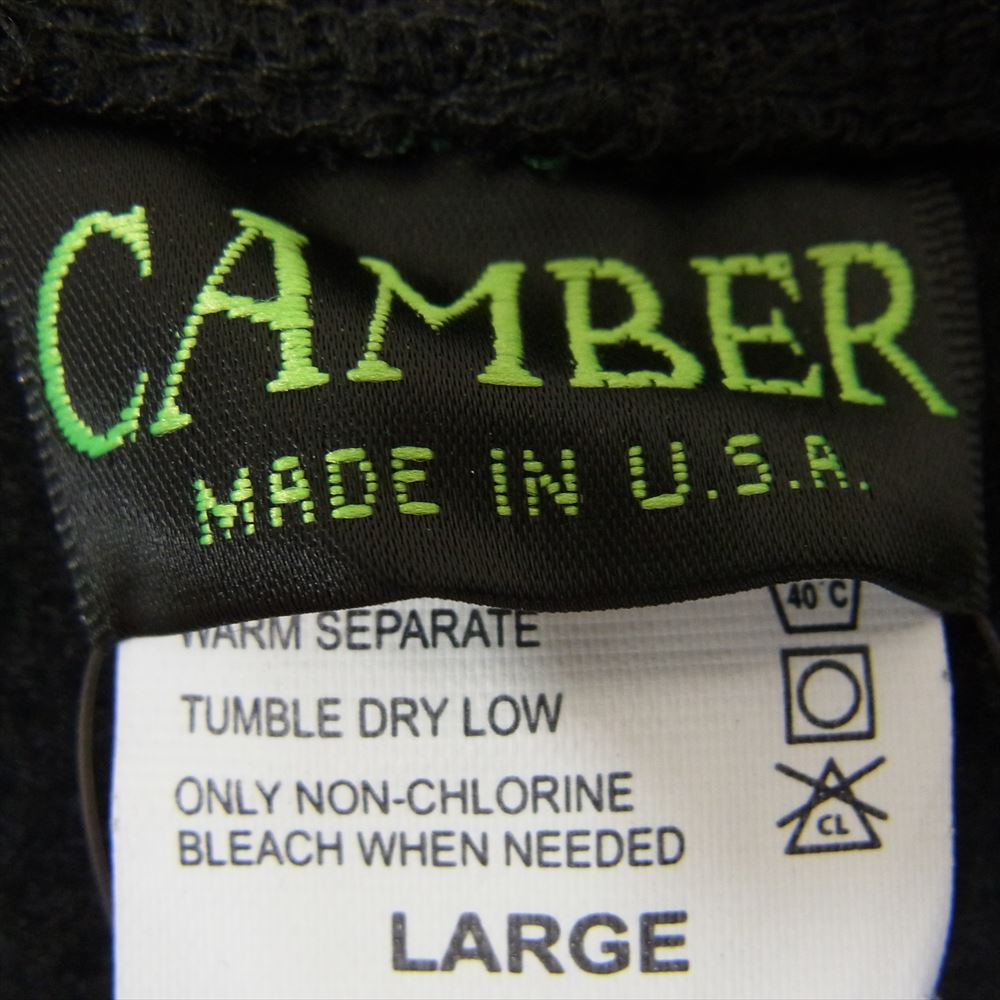 CAMBER
MADE IN U.S.A.
WARM SEPARATE
40°C
TUMBLE DRY LOW
ONLY NON-CHLORINE
BLEACH WHEN NEEDED
CL
LARGE